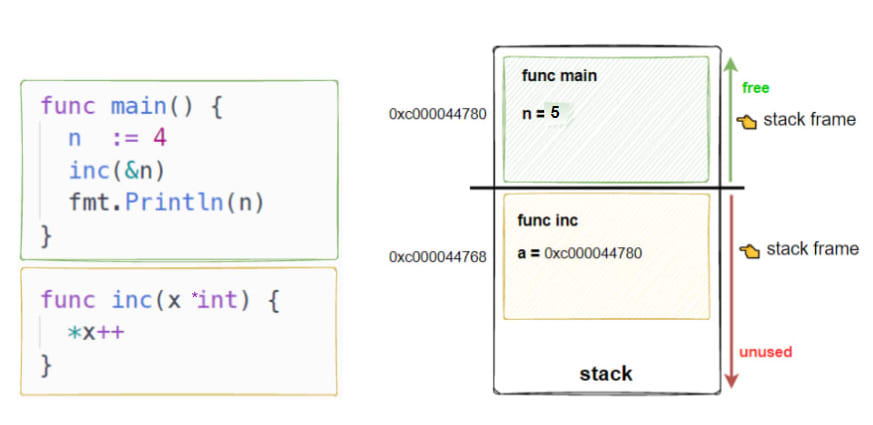 func main() {
n := 4
inc(&n)
fmt.Println(n)
}
func inc(x *int) {
*x++
}
0xc000044780
0xc000044768
func main
n = 5
func inc
a = 0xc000044780
stack
free
stack frame
stack frame
unused